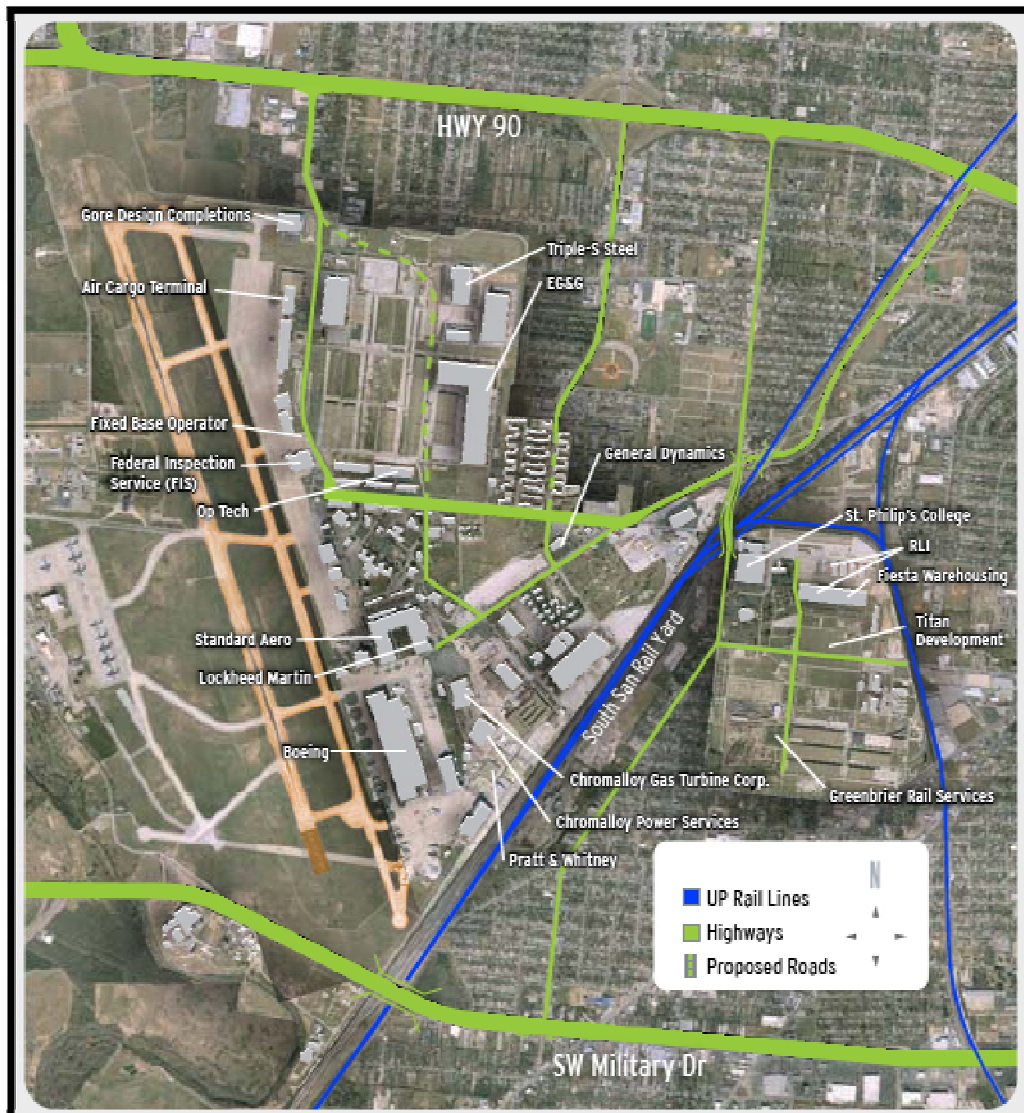 HWY 90
Gore Design Completions
Triple-S Steel
Air Cargo Terminal
EG&G
Fixed Base Operator
General Dynamics
Federal Inspection
Service (FIS)
Op Tech
St. Philip's College
RLI
Fiesta Warehousing
Standard Aero
Titan
Development
Lockheed Martin
South San Rail Yard
Boeing
Chromalloy Gas Turbine Corp.
Greenbrier Rail Services
Chromalloy Power Services
Pratt & Whitney
N
UP Rail Lines
Highways
Proposed Roads
SW Military Dr